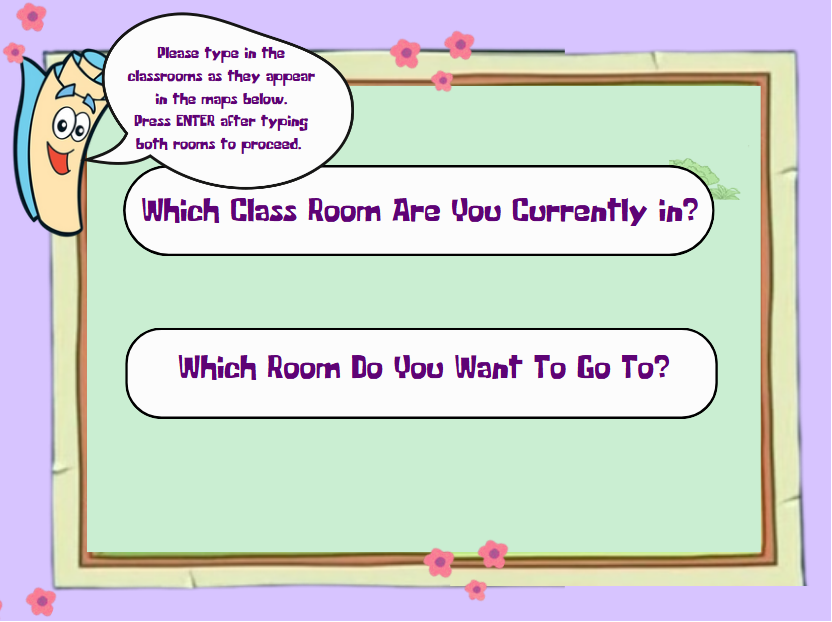 Please type in the
classrooms as they appear
in the maps below.
Press ENTER after typing
both rooms to proceed.
Which Class Room Are You Currently in?
Which Room Do You Want To Go To?